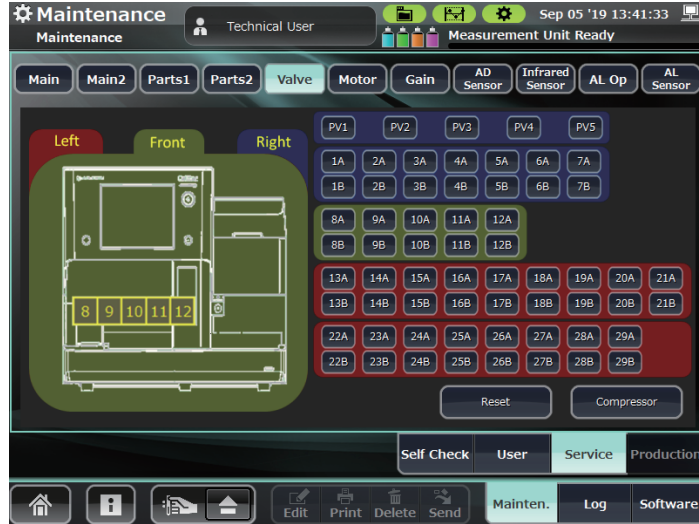 Maintenance
Technical User
Sep 05 '19 13:41:33
Maintenance
Measurement Unit Ready
Main Main2 Parts1 Parts2 Valve Motor Gain AD Sensor Infrared Sensor AL Op AL Sensor
Left Front Right
PV1 PV2 PV3 PV4 PV5
1A 2A 3A 4A 5A 6A 7A
1B 2B 3B 4B 5B 6B 7B
8A 9A 10A 11A 12A
8B 9B 10B 11B 12B
13A 14A 15A 16A 17A 18A 19A 20A 21A
13B 14B 15B 16B 17B 18B 19B 20B 21B
22A 23A 24A 25A 26A 27A 28A 29A
22B 23B 24B 25B 26B 27B 28B 29B
8 9 10 11 12
Reset Compressor
Self Check User Service Production
Edit Print Delete Send Mainten. Log Software